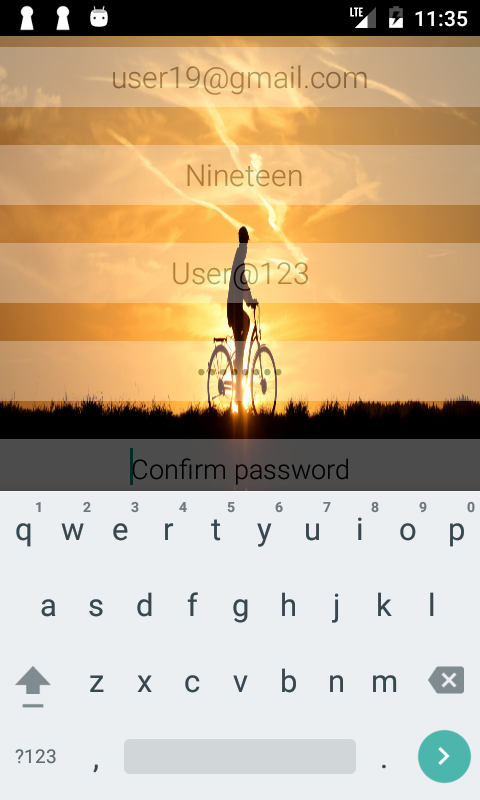 LTE 11:35
user19@gmail.com
Nineteen
User@123
••••••••
Confirm password
1 2 3 4 5 6 7 8 9 0
q w e r t y u i o p
a s d f g h j k l
z x c v b n m
?123 , .